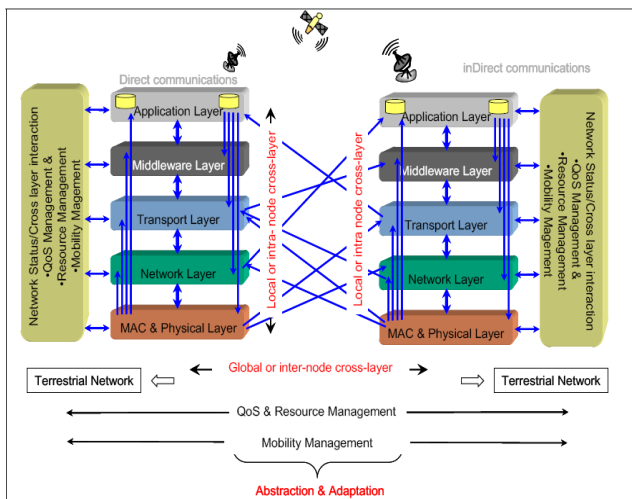 Direct communications
inDirect communications
Network Status/Cross layer interaction
•QoS Management &
•Resource Management
•Mobility Magement
Application Layer
Middleware Layer
Transport Layer
Network Layer
MAC & Physical Layer
Local or intra- node cross-layer
Local or intra node cross-layer
Application Layer
Middleware Layer
Transport Layer
Network Layer
MAC & Physical Layer
Network Status/Cross layer interaction
•QoS Management &
•Resource Management
•Mobility Magement
Global or inter-node cross-layer
Terrestrial Network
Terrestrial Network
QoS & Resource Management
Mobility Management
Abstraction & Adaptation